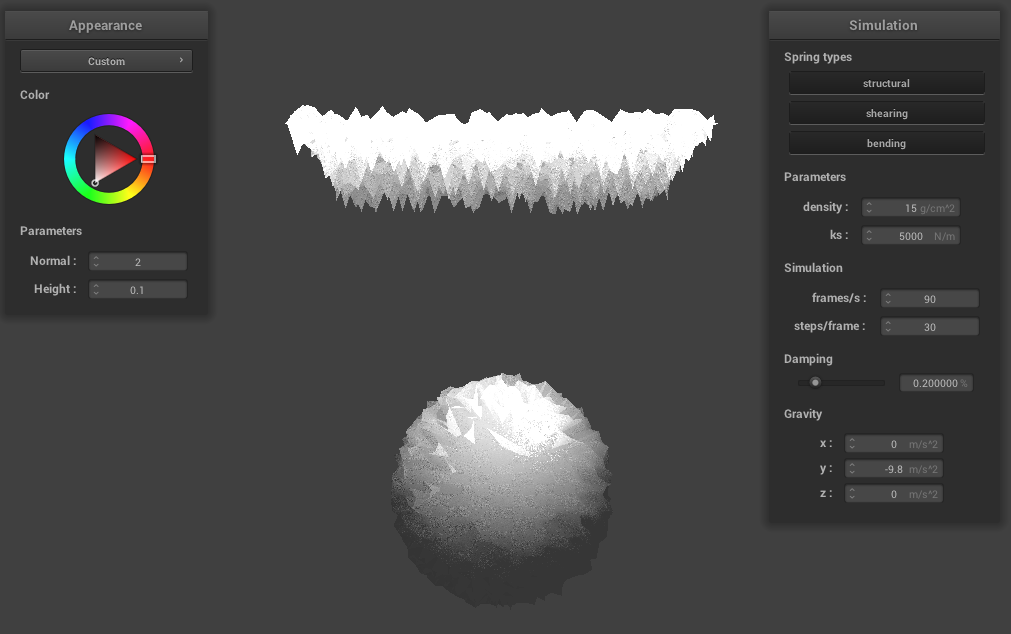 Appearance
Custom
Color
Parameters
Normal :
2
Height :
0.1
Simulation
Spring types
structural
shearing
bending
Parameters
density :
15 g/cm^2
ks :
5000 N/m
Simulation
frames/s :
90
steps/frame :
30
Damping
0.200000 %
Gravity
x :
0 m/s^2
y :
-9.8 m/s^2
z :
0 m/s^2